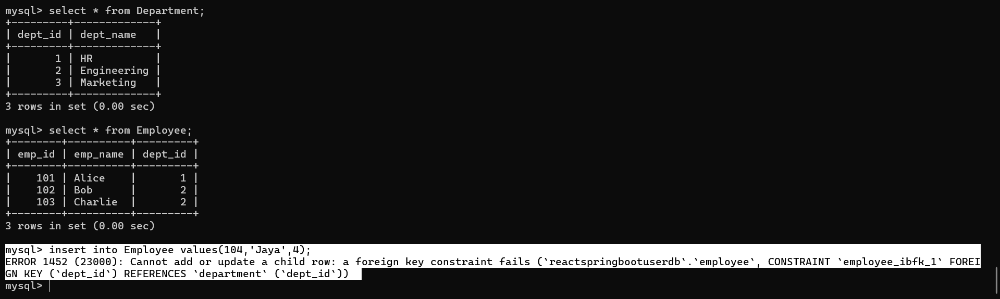 mysql> select * from Department;
+---------+-------------+
| dept_id | dept_name   |
+---------+-------------+
|       1 | HR          |
|       2 | Engineering |
|       3 | Marketing   |
+---------+-------------+
3 rows in set (0.00 sec)

mysql> select * from Employee;
+--------+----------+---------+
| emp_id | emp_name | dept_id |
+--------+----------+---------+
|    101 | Alice    |       1 |
|    102 | Bob      |       2 |
|    103 | Charlie  |       2 |
+--------+----------+---------+
3 rows in set (0.00 sec)

mysql> insert into Employee values(104,'Jaya',4);
ERROR 1452 (23000): Cannot add or update a child row: a foreign key constraint fails (`reactspringbootuserdb`.`employee`, CONSTRAINT `employee_ibfk_1` FOREI
GN KEY (`dept_id`) REFERENCES `department` (`dept_id`))
mysql>